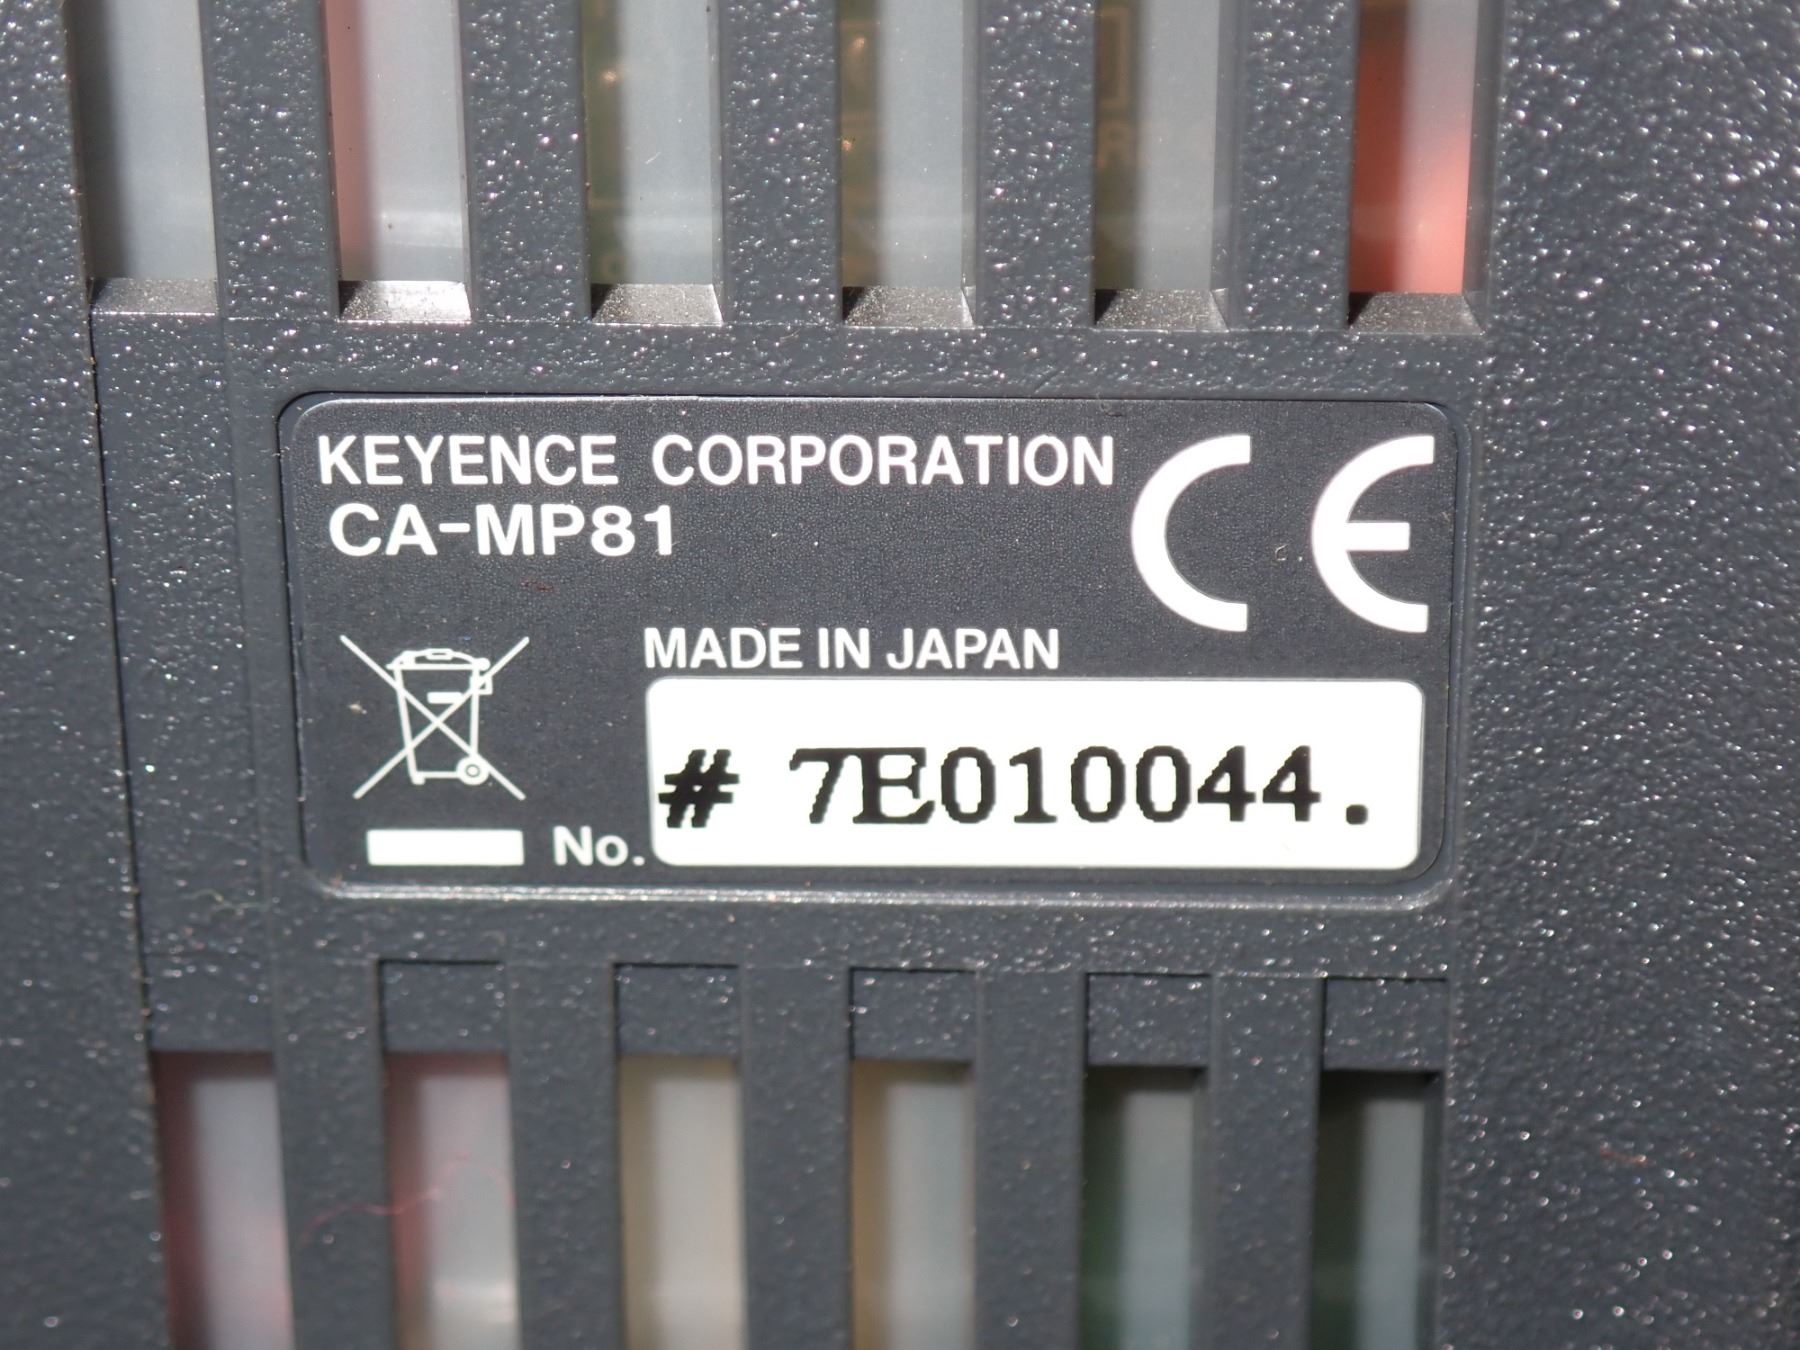 KEYENCE CORPORATION
CA-MP81
CE
MADE IN JAPAN
No. # 7E010044.